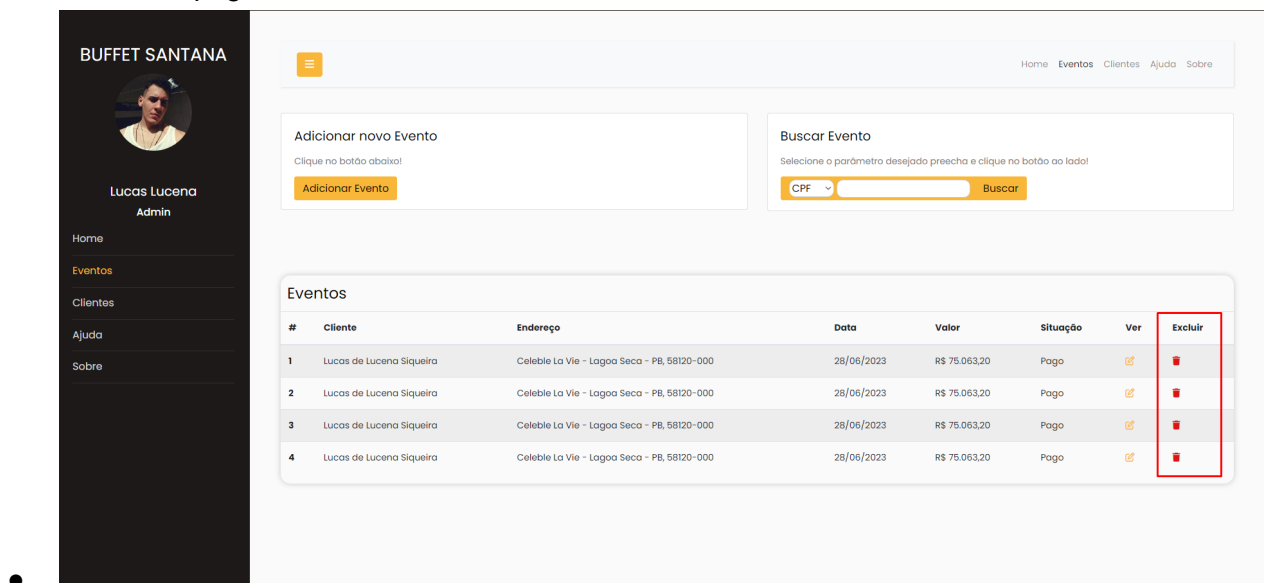 BUFFET SANTANA
Lucas Lucena
Admin
Home
Eventos
Clientes
Ajuda
Sobre
Home Eventos Clientes Ajuda Sobre
Adicionar novo Evento
Clique no botão abaixo!
Adicionar Evento
Buscar Evento
Selecione o parâmetro desejado preecha e clique no botão ao lado!
CPF Buscar
Eventos
# Cliente Endereço Data Valor Situação Ver Excluir
1 Lucas de Lucena Siqueira Celeble La Vie - Lagoa Seca - PB, 58120-000 28/06/2023 R$ 75.063,20 Pago
2 Lucas de Lucena Siqueira Celeble La Vie - Lagoa Seca - PB, 58120-000 28/06/2023 R$ 75.063,20 Pago
3 Lucas de Lucena Siqueira Celeble La Vie - Lagoa Seca - PB, 58120-000 28/06/2023 R$ 75.063,20 Pago
4 Lucas de Lucena Siqueira Celeble La Vie - Lagoa Seca - PB, 58120-000 28/06/2023 R$ 75.063,20 Pago